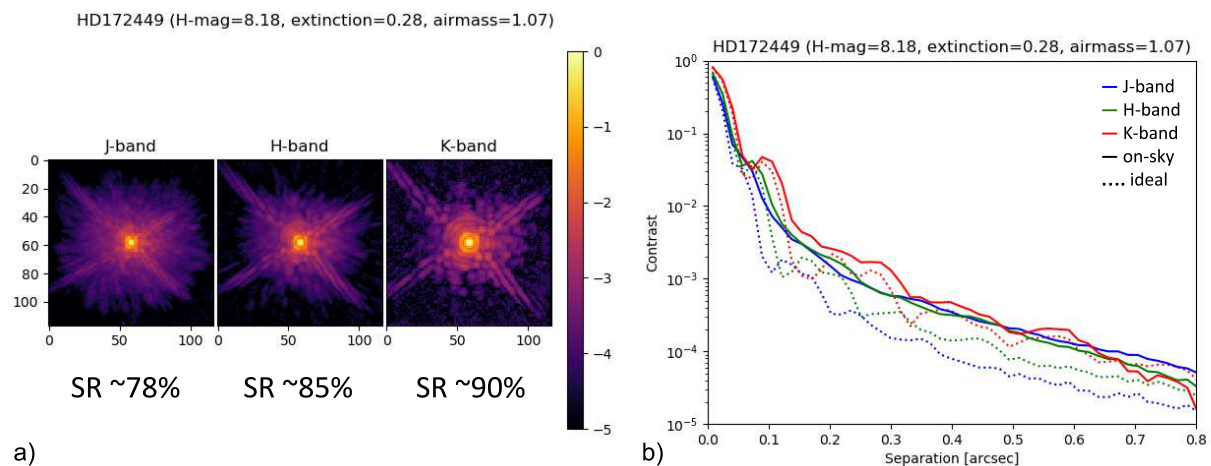 HD172449 (H-mag=8.18, extinction=0.28, airmass=1.07)
J-band
H-band
K-band
0
20
40
60
80
100
0
50
100
0
50
100
0
50
100
0
−1
−2
−3
−4
−5
SR ~78%
SR ~85%
SR ~90%
a)
HD172449 (H-mag=8.18, extinction=0.28, airmass=1.07)
J-band
H-band
K-band
on-sky
ideal
Contrast
10⁰
10⁻¹
10⁻²
10⁻³
10⁻⁴
10⁻⁵
0.0
0.1
0.2
0.3
0.4
0.5
0.6
0.7
0.8
Separation [arcsec]
b)